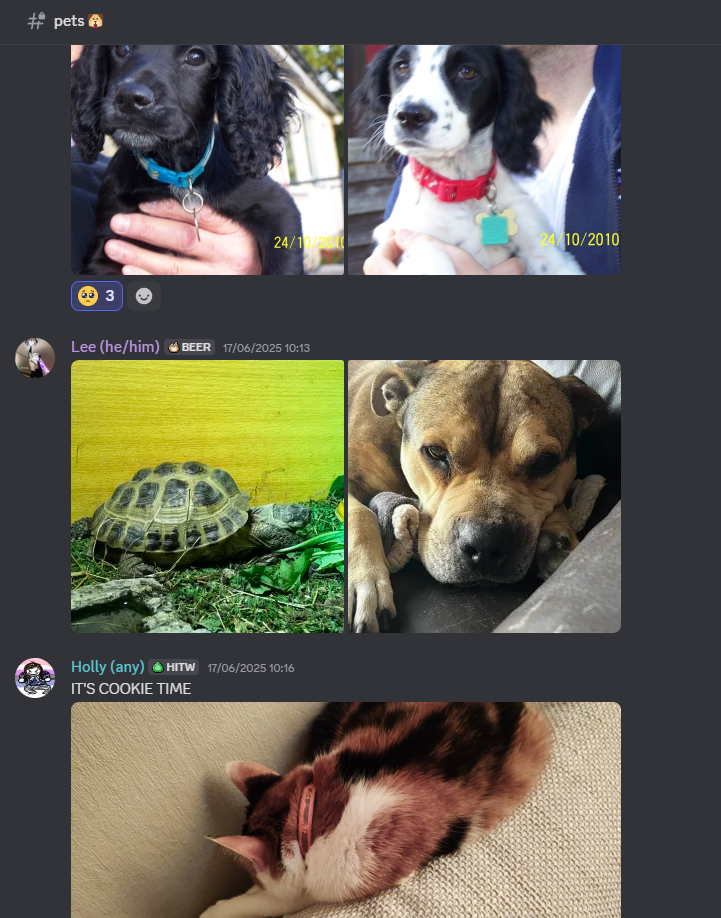 pets
24/10/2010
24/10/2010
3
Lee (he/him) BEER 17/06/2025 10:13
Holly (any) HITW 17/06/2025 10:16
IT'S COOKIE TIME